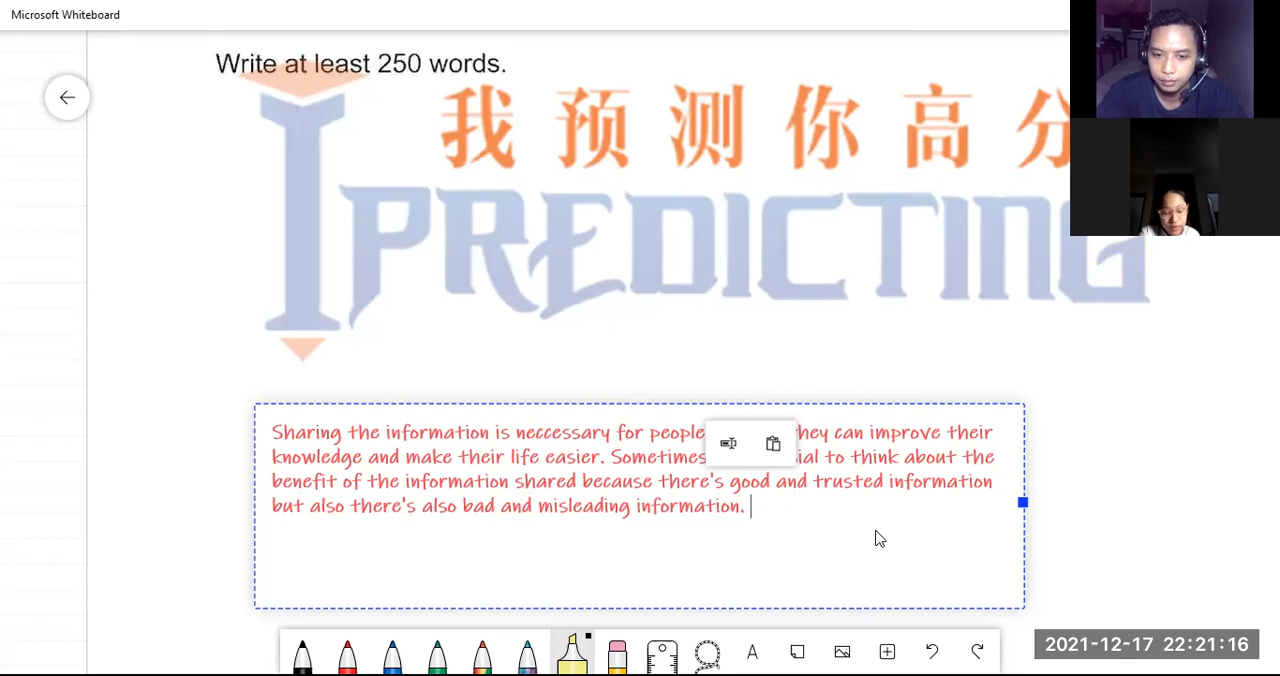 Microsoft Whiteboard
Write at least 250 words.
我预测你高分
IPREDICTING
Sharing the information is neccessary for people they can improve their
knowledge and make their life easier. Sometimes to think about the
benefit of the information shared because there's good and trusted information
but also there's also bad and misleading information.
A
2021-12-17 22:21:16